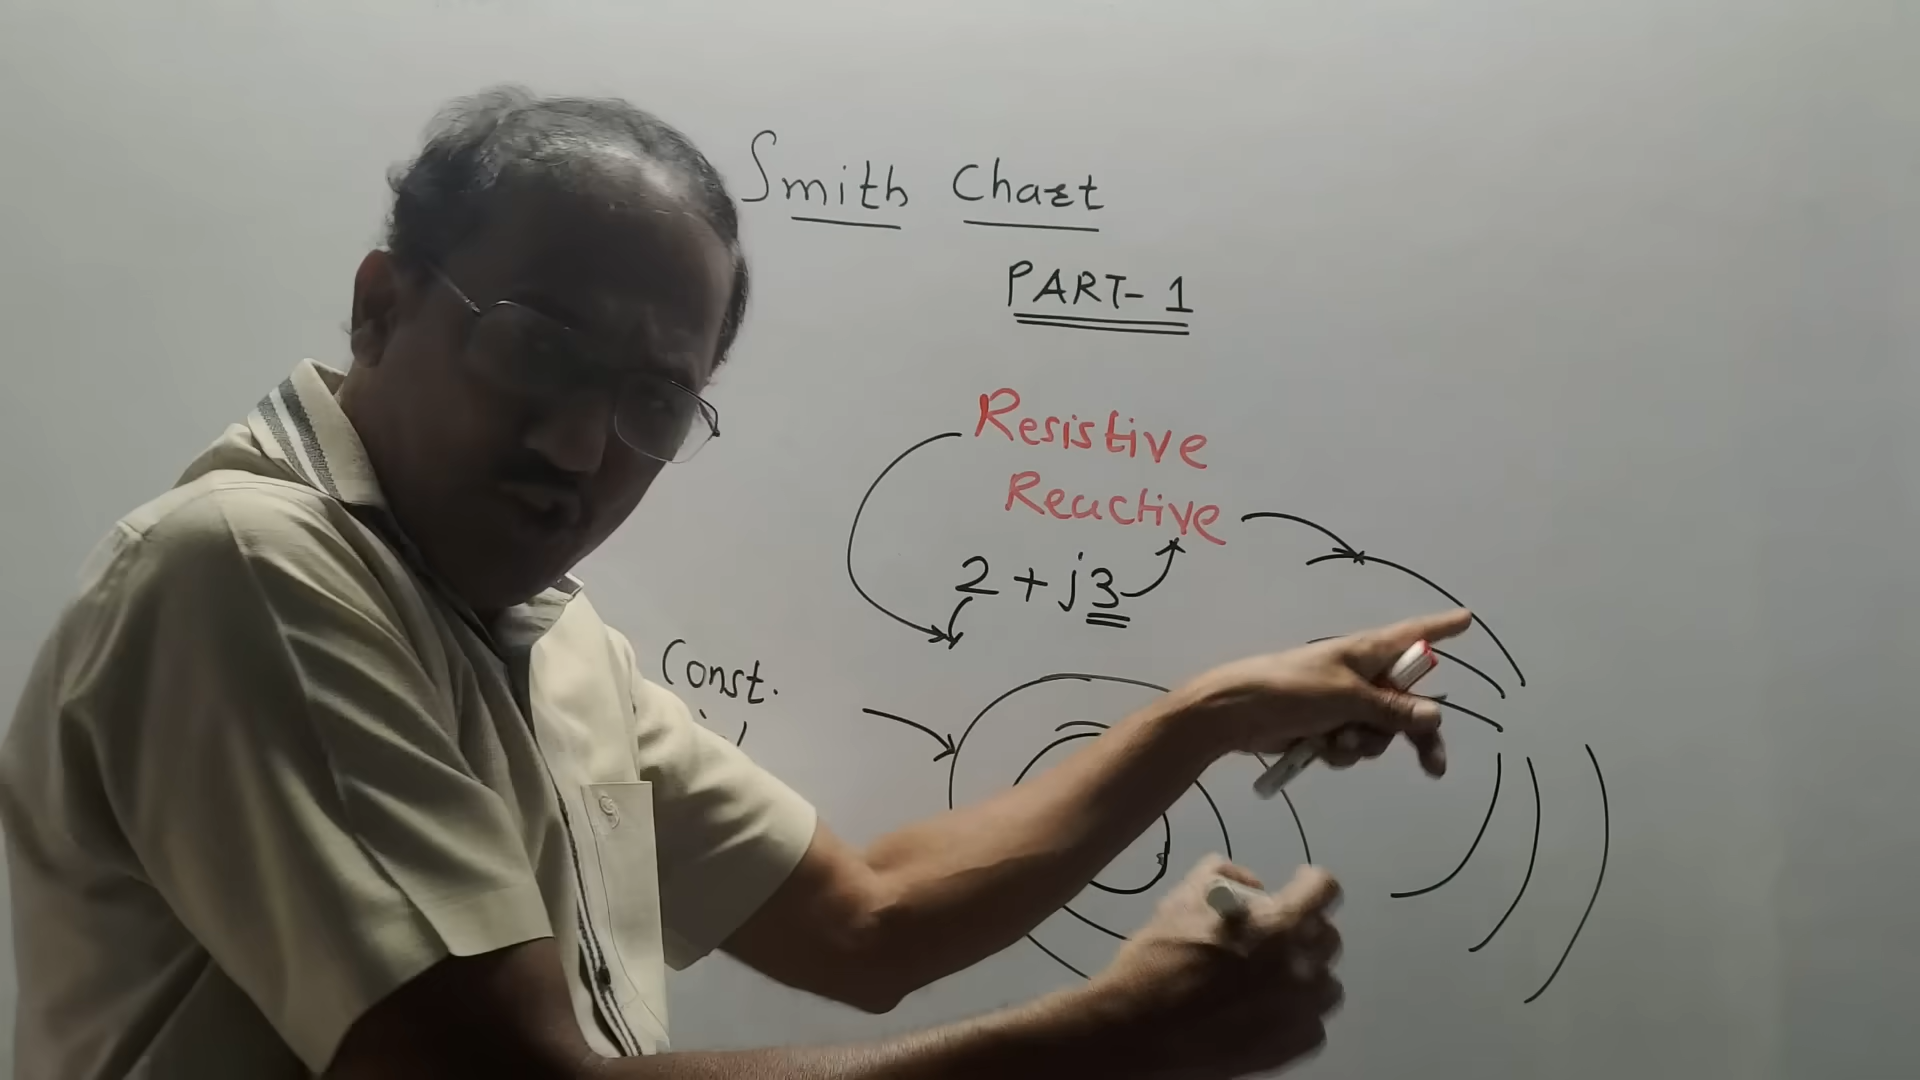 Smith Chart
PART-1
Resistive
Reactive
2 + j3
Const.